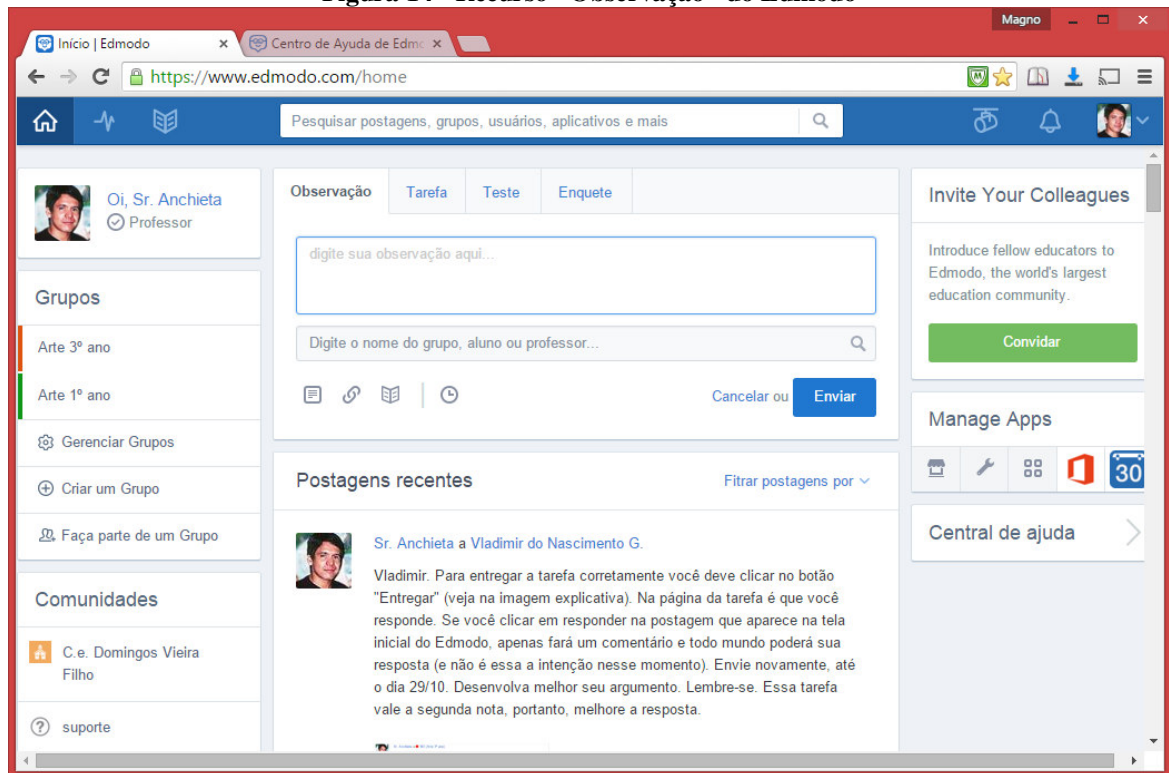 Figura 14 - Recurso "Observação" do Edmodo
Magno
Início | Edmodo
Centro de Ayuda de Edmo
https://www.edmodo.com/home
Pesquisar postagens, grupos, usuários, aplicativos e mais
Oi, Sr. Anchieta
Professor
Grupos
Arte 3º ano
Arte 1º ano
Gerenciar Grupos
Criar um Grupo
Faça parte de um Grupo
Comunidades
C.e. Domingos Vieira
Filho
suporte
Observação Tarefa Teste Enquete
digite sua observação aqui...
Digite o nome do grupo, aluno ou professor...
Cancelar ou Enviar
Postagens recentes
Fitrar postagens por
Sr. Anchieta a Vladimir do Nascimento G.
Vladimir. Para entregar a tarefa corretamente você deve clicar no botão
"Entregar" (veja na imagem explicativa). Na página da tarefa é que você
responde. Se você clicar em responder na postagem que aparece na tela
inicial do Edmodo, apenas fará um comentário e todo mundo poderá sua
resposta (e não é essa a intenção nesse momento). Envie novamente, até
o dia 29/10. Desenvolva melhor seu argumento. Lembre-se. Essa tarefa
vale a segunda nota, portanto, melhore a resposta.
Invite Your Colleagues
Introduce fellow educators to
Edmodo, the world's largest
education community.
Convidar
Manage Apps
30
Central de ajuda